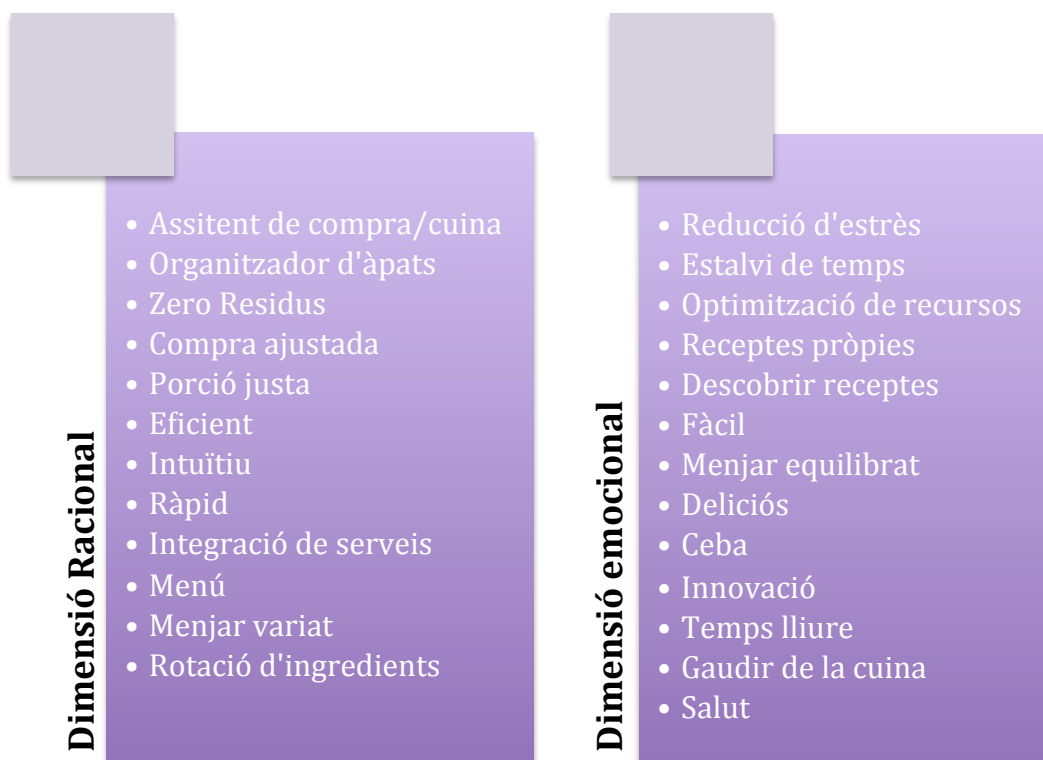 Dimensió Racional
• Assitent de compra/cuina
• Organitzador d'àpats
• Zero Residus
• Compra ajustada
• Porció justa
• Eficient
• Intuïtiu
• Ràpid
• Integració de serveis
• Menú
• Menjar variat
• Rotació d'ingredients
Dimensió emocional
• Reducció d'estrès
• Estalvi de temps
• Optimització de recursos
• Receptes pròpies
• Descobrir receptes
• Fàcil
• Menjar equilibrat
• Deliciós
• Ceba
• Innovació
• Temps lliure
• Gaudir de la cuina
• Salut